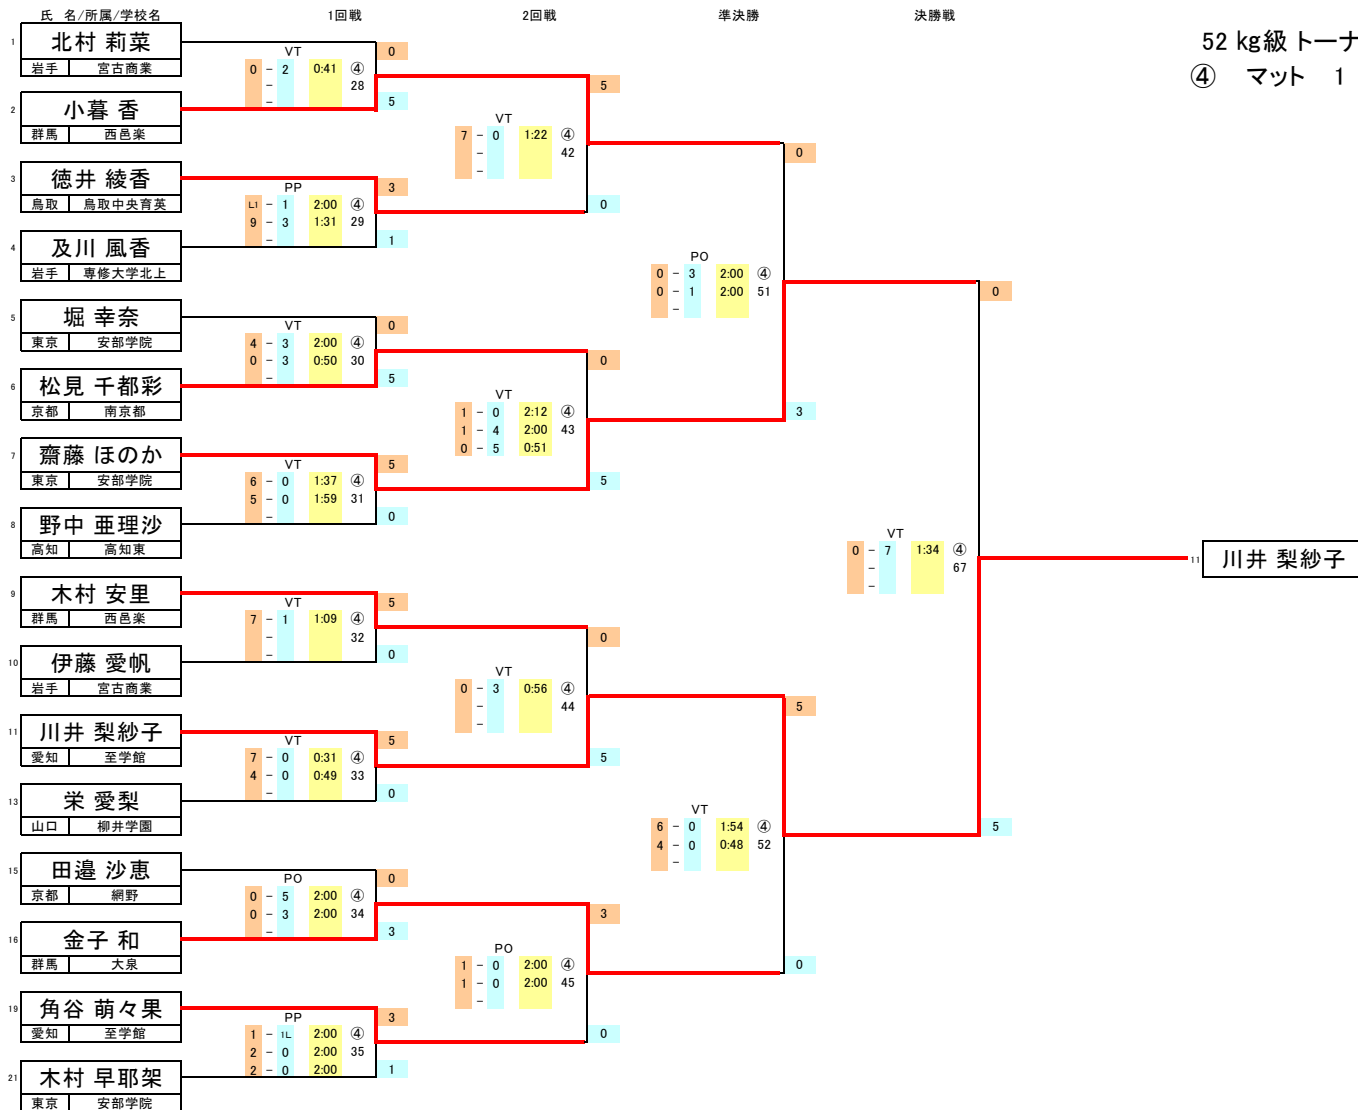 氏 名/所属/学校名 1回戦 2回戦 準決勝 決勝戦
52 kg級 トーナ
④ マット 1
1 北村 莉菜
岩手 宮古商業
VT
0 - 2 0:41 ④
- 28
-
0
5
2 小暮 香
群馬 西邑楽
5
VT
7 - 0 1:22 ④
- 42
-
0
3 徳井 綾香
鳥取 鳥取中央育英
PP
L1 - 1 2:00 ④
9 - 3 1:31 29
-
3
1
4 及川 風香
岩手 専修大学北上
0
PO
0 - 3 2:00 ④
0 - 1 2:00 51
-
3
5 堀 幸奈
東京 安部学院
VT
4 - 3 2:00 ④
0 - 3 0:50 30
-
0
5
6 松見 千都彩
京都 南京都
0
VT
1 - 0 2:12 ④
1 - 4 2:00 43
0 - 5 0:51
5
7 齋藤 ほのか
東京 安部学院
VT
6 - 0 1:37 ④
5 - 0 1:59 31
-
5
0
8 野中 亜理沙
高知 高知東
0
VT
0 - 7 1:34 ④
- 67
-
5
11 川井 梨紗子
9 木村 安里
群馬 西邑楽
VT
7 - 1 1:09 ④
- 32
-
5
0
10 伊藤 愛帆
岩手 宮古商業
0
VT
0 - 3 0:56 ④
- 44
-
5
11 川井 梨紗子
愛知 至学館
VT
7 - 0 0:31 ④
4 - 0 0:49 33
-
5
0
13 栄 愛梨
山口 柳井学園
5
VT
6 - 0 1:54 ④
4 - 0 0:48 52
-
0
15 田邉 沙恵
京都 網野
PO
0 - 5 2:00 ④
0 - 3 2:00 34
-
0
3
16 金子 和
群馬 大泉
3
PO
1 - 0 2:00 ④
1 - 0 2:00 45
-
0
19 角谷 萌々果
愛知 至学館
PP
1 - 1L 2:00 ④
2 - 0 2:00 35
2 - 0 2:00
3
1
21 木村 早耶架
東京 安部学院